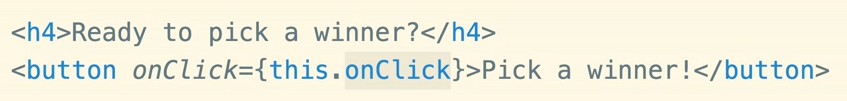 <h4>Ready to pick a winner?</h4>
<button onClick={this.onClick}>Pick a winner!</button>